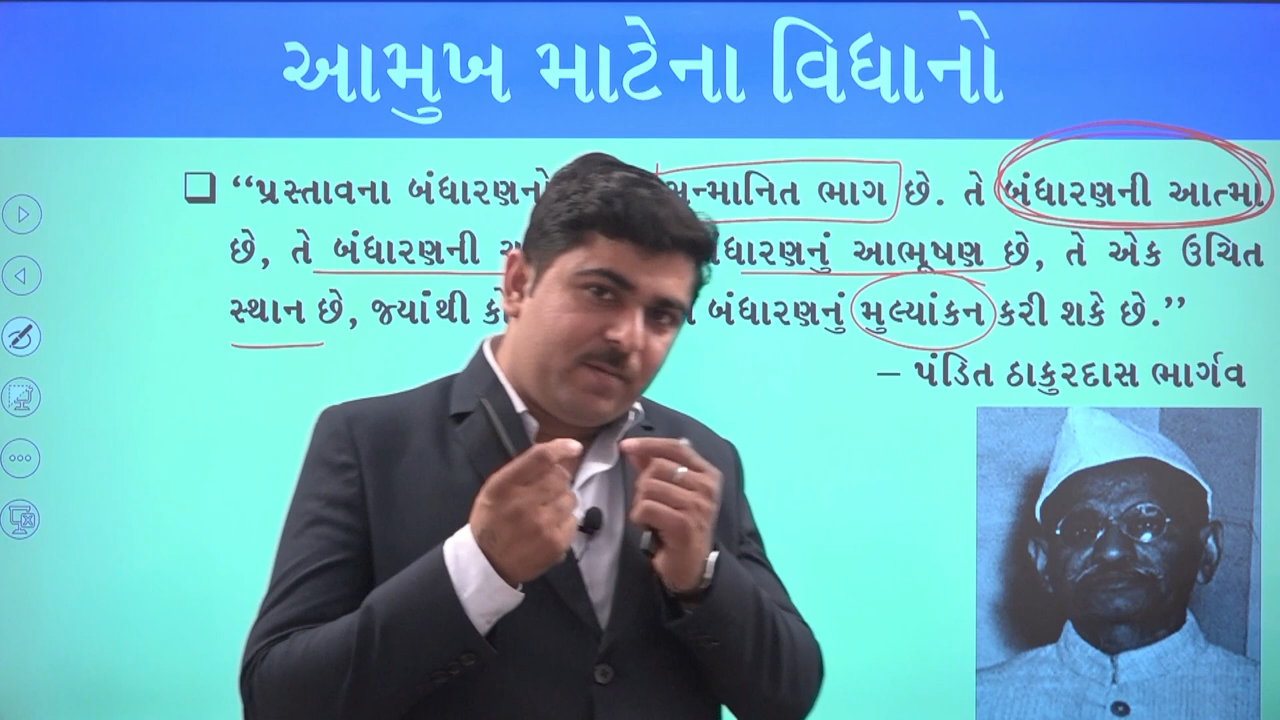 આમુખ માટેના વિધાનો
“પ્રસ્તાવના બંધારણનો સન્માનિત ભાગ છે. તે બંધારણની આત્મા
છે, તે બંધારણની ધારણનું આભૂષણ છે, તે એક ઉચિત
સ્થાન છે, જ્યાંથી બંધારણનું મુલ્યાંકન કરી શકે છે.”
– પંડિત ઠાકુરદાસ ભાર્ગવ